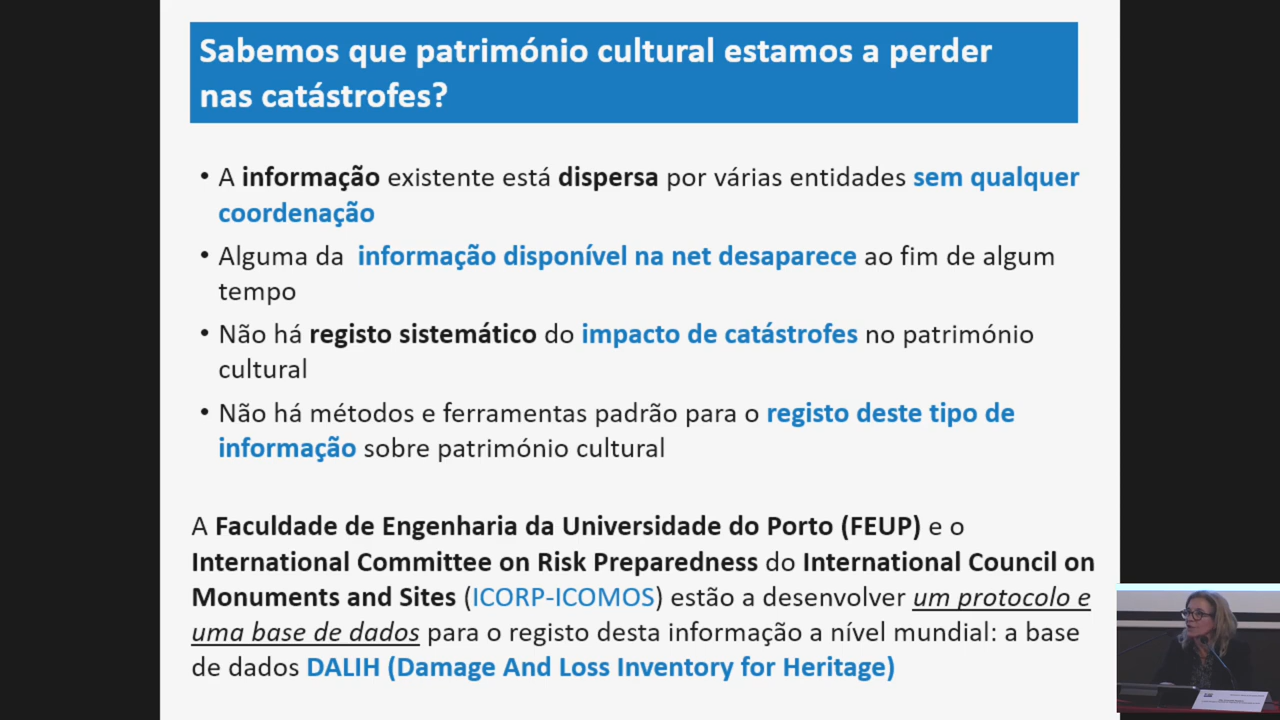 Sabemos que património cultural estamos a perder
nas catástrofes?
• A informação existente está dispersa por várias entidades sem qualquer
coordenação
• Alguma da informação disponível na net desaparece ao fim de algum
tempo
• Não há registo sistemático do impacto de catástrofes no património
cultural
• Não há métodos e ferramentas padrão para o registo deste tipo de
informação sobre património cultural
A Faculdade de Engenharia da Universidade do Porto (FEUP) e o
International Committee on Risk Preparedness do International Council on
Monuments and Sites (ICORP-ICOMOS) estão a desenvolver um protocolo e
uma base de dados para o registo desta informação a nível mundial: a base
de dados DALIH (Damage And Loss Inventory for Heritage)